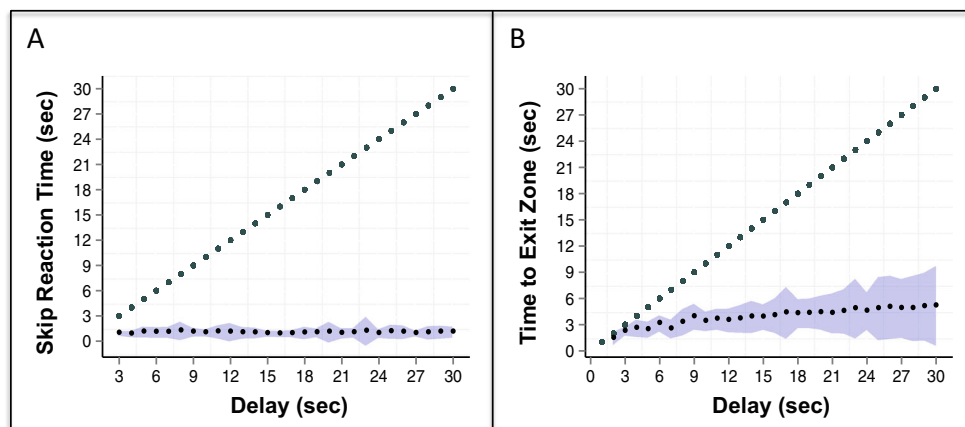 A
Skip Reaction Time (sec)
30
27
24
21
18
15
12
9
6
3
0
3 6 9 12 15 18 21 24 27 30
Delay (sec)
B
Time to Exit Zone (sec)
30
27
24
21
18
15
12
9
6
3
0
0 3 6 9 12 15 18 21 24 27 30
Delay (sec)